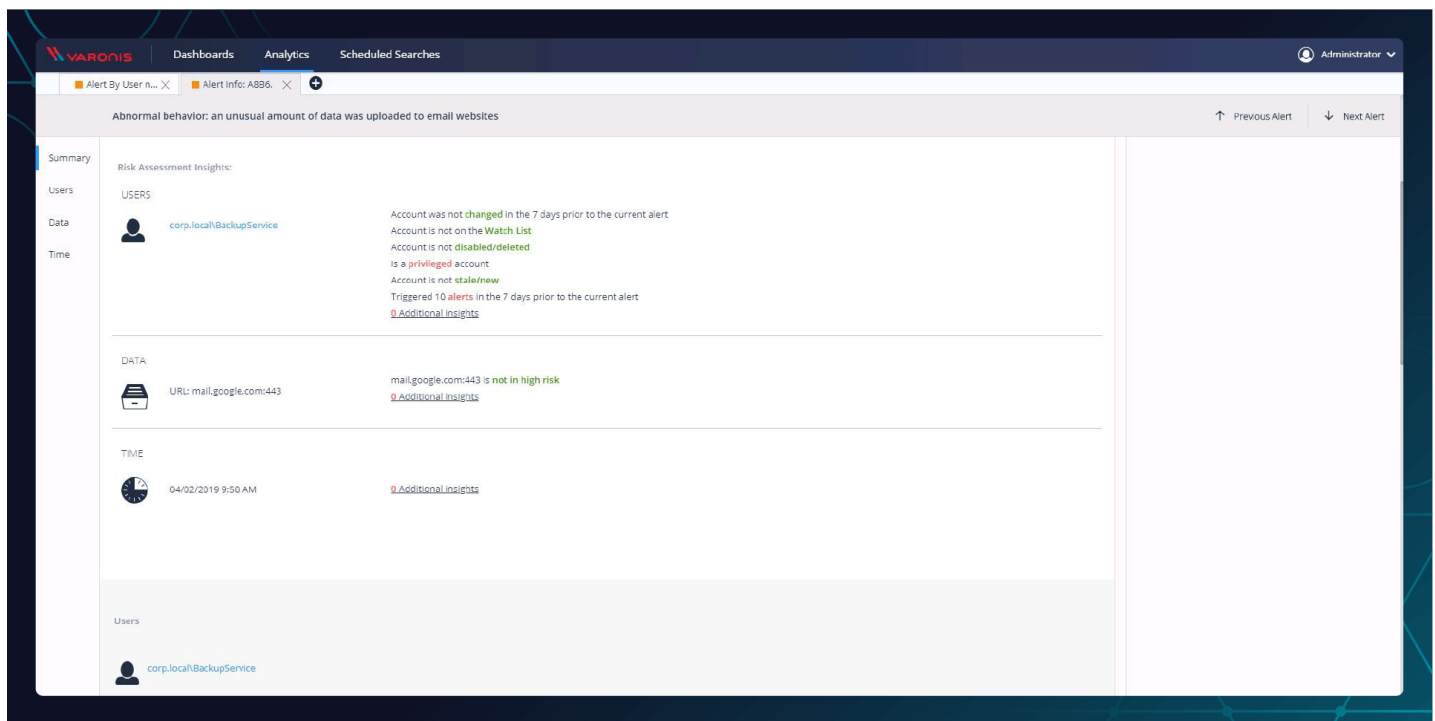 VARONIS Dashboards Analytics Scheduled Searches Administrator
Alert By User n... Alert Info: A8B6.
Abnormal behavior: an unusual amount of data was uploaded to email websites Previous Alert Next Alert
Summary
Users
Data
Time
Risk Assessment Insights:
USERS
corp.local\BackupService
Account was not changed in the 7 days prior to the current alert
Account is not on the Watch List
Account is not disabled/deleted
Is a privileged account
Account is not stale/new
Triggered 10 alerts in the 7 days prior to the current alert
0 Additional insights
DATA
URL: mail.google.com:443
mail.google.com:443 is not in high risk
0 Additional insights
TIME
04/02/2019 9:50 AM
0 Additional insights
Users
corp.local\BackupService